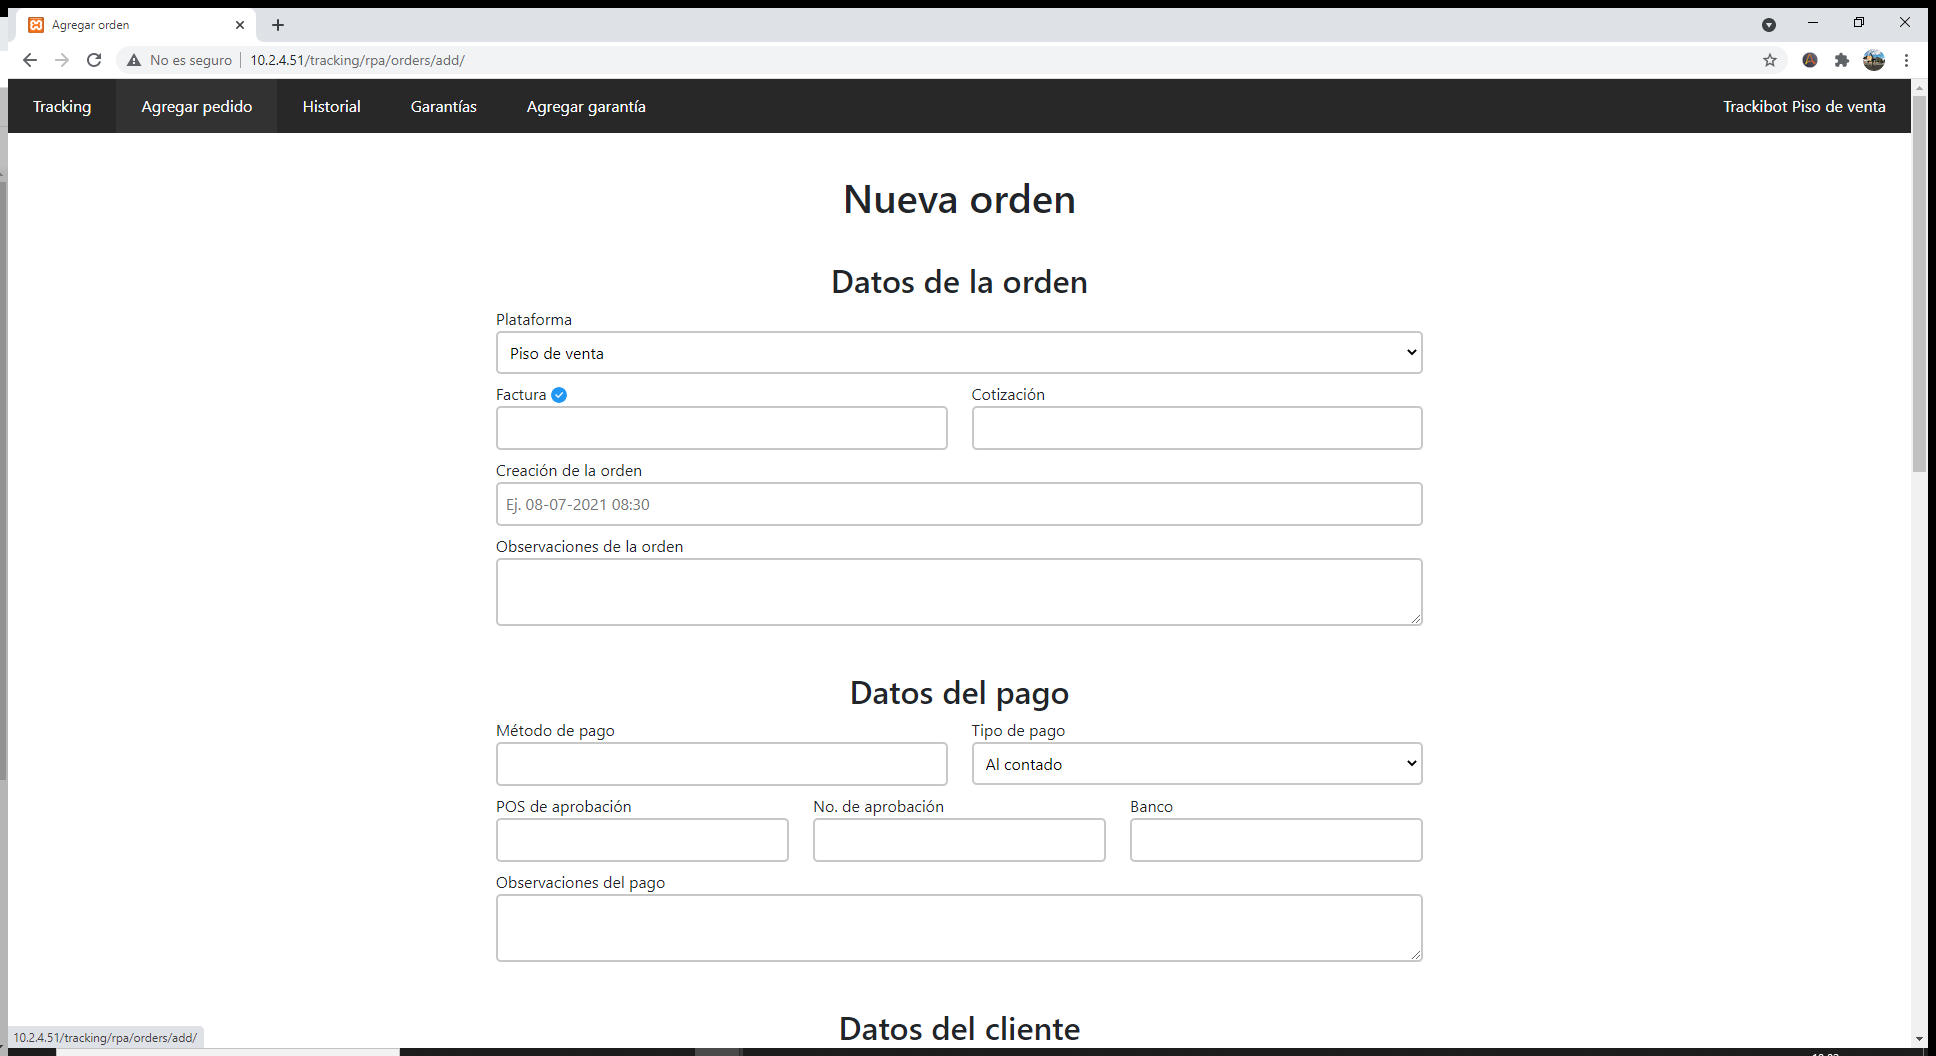 Agregar orden
No es seguro 10.2.4.51/tracking/rpa/orders/add/
Tracking Agregar pedido Historial Garantías Agregar garantía Trackibot Piso de venta
Nueva orden
Datos de la orden
Plataforma
Piso de venta
Factura Cotización
Creación de la orden
Ej. 08-07-2021 08:30
Observaciones de la orden
Datos del pago
Método de pago Tipo de pago
Al contado
POS de aprobación No. de aprobación Banco
Observaciones del pago
Datos del cliente
10.2.4.51/tracking/rpa/orders/add/